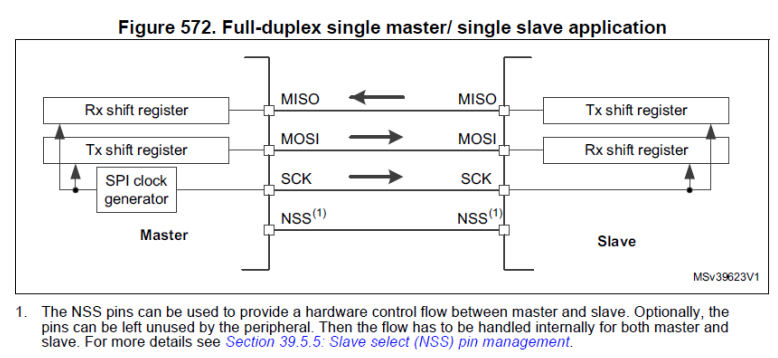 Figure 572. Full-duplex single master/ single slave application
MISO MISO
Rx shift register Tx shift register
MOSI MOSI
Tx shift register Rx shift register
SPI clock
generator
SCK SCK
NSS(1) NSS(1)
Master Slave
MSv39623V1
1. The NSS pins can be used to provide a hardware control flow between master and slave. Optionally, the
pins can be left unused by the peripheral. Then the flow has to be handled internally for both master and
slave. For more details see Section 39.5.5: Slave select (NSS) pin management.